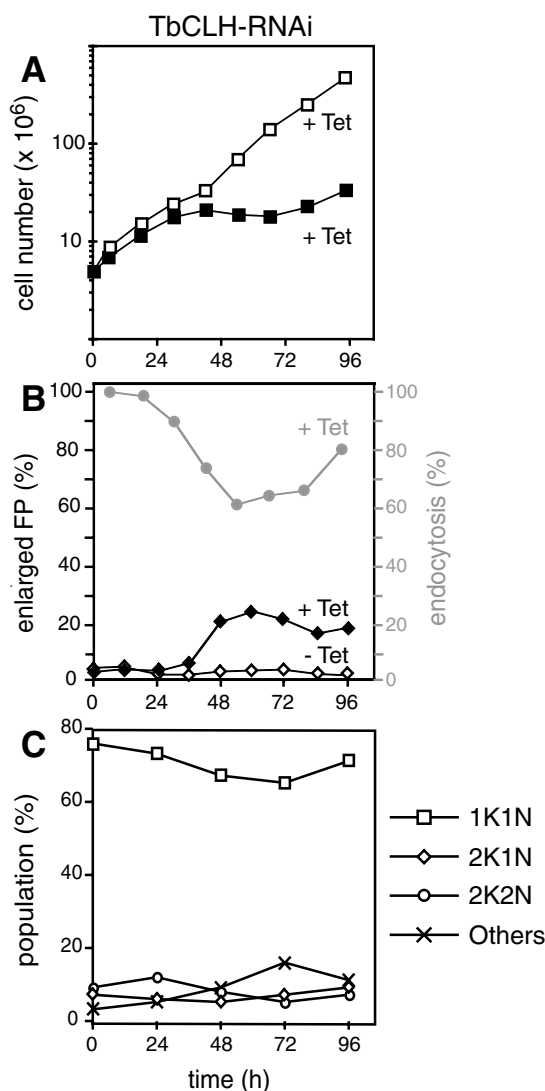 TbCLH-RNAi
A
cell number (x 10⁶)
100
10
+ Tet
+ Tet
0 24 48 72 96
B
enlarged FP (%)
100
80
60
40
20
0
+ Tet
+ Tet
- Tet
100
80
60
40
20
0
endocytosis (%)
0 24 48 72 96
C
population (%)
80
60
40
20
0
0 24 48 72 96
time (h)
1K1N
2K1N
2K2N
Others